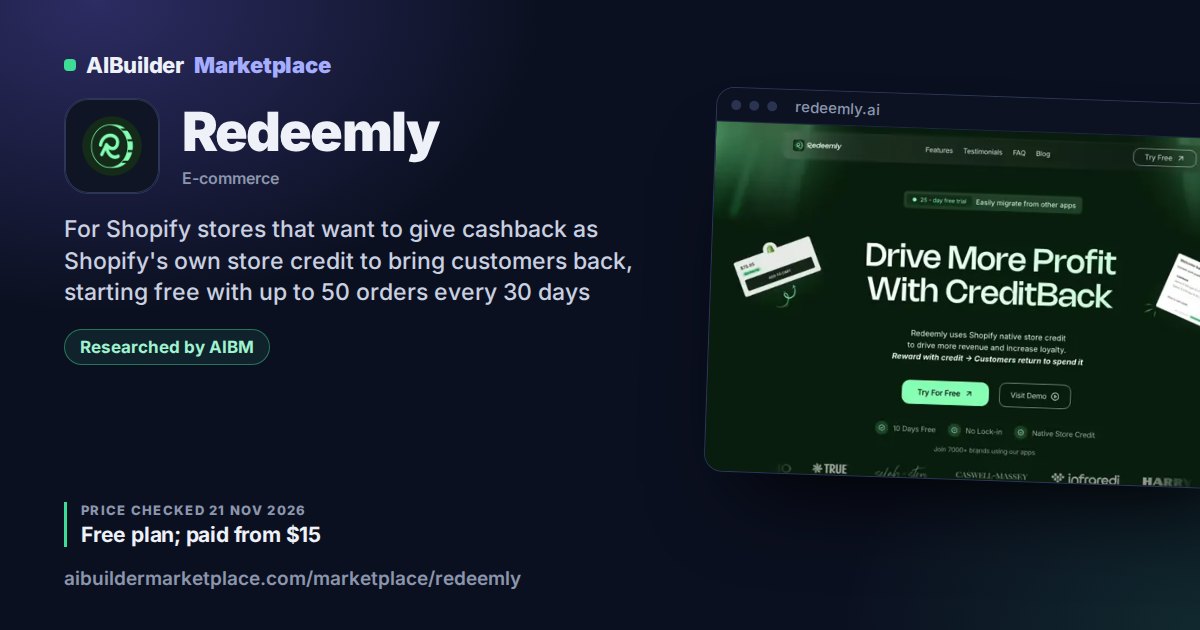 AIBuilder Marketplace
Redeemly
E-commerce
For Shopify stores that want to give cashback as
Shopify's own store credit to bring customers back,
starting free with up to 50 orders every 30 days
Researched by AIBM
PRICE CHECKED 21 NOV 2026
Free plan; paid from $15
aibuildermarketplace.com/marketplace/redeemly
redeemly.ai
Redeemly
Features Testimonials FAQ Blog
Try Free
25 - day free trial Easily migrate from other apps
Drive More Profit
With CreditBack
Redeemly uses Shopify native store credit
to drive more revenue and increase loyalty.
Reward with credit → Customers return to spend it
Try For Free
Visit Demo
10 Days Free No Lock-in Native Store Credit
Join 7000+ brands using our apps
TRUE
CASWELL-MASSEY
infraredi
HARR